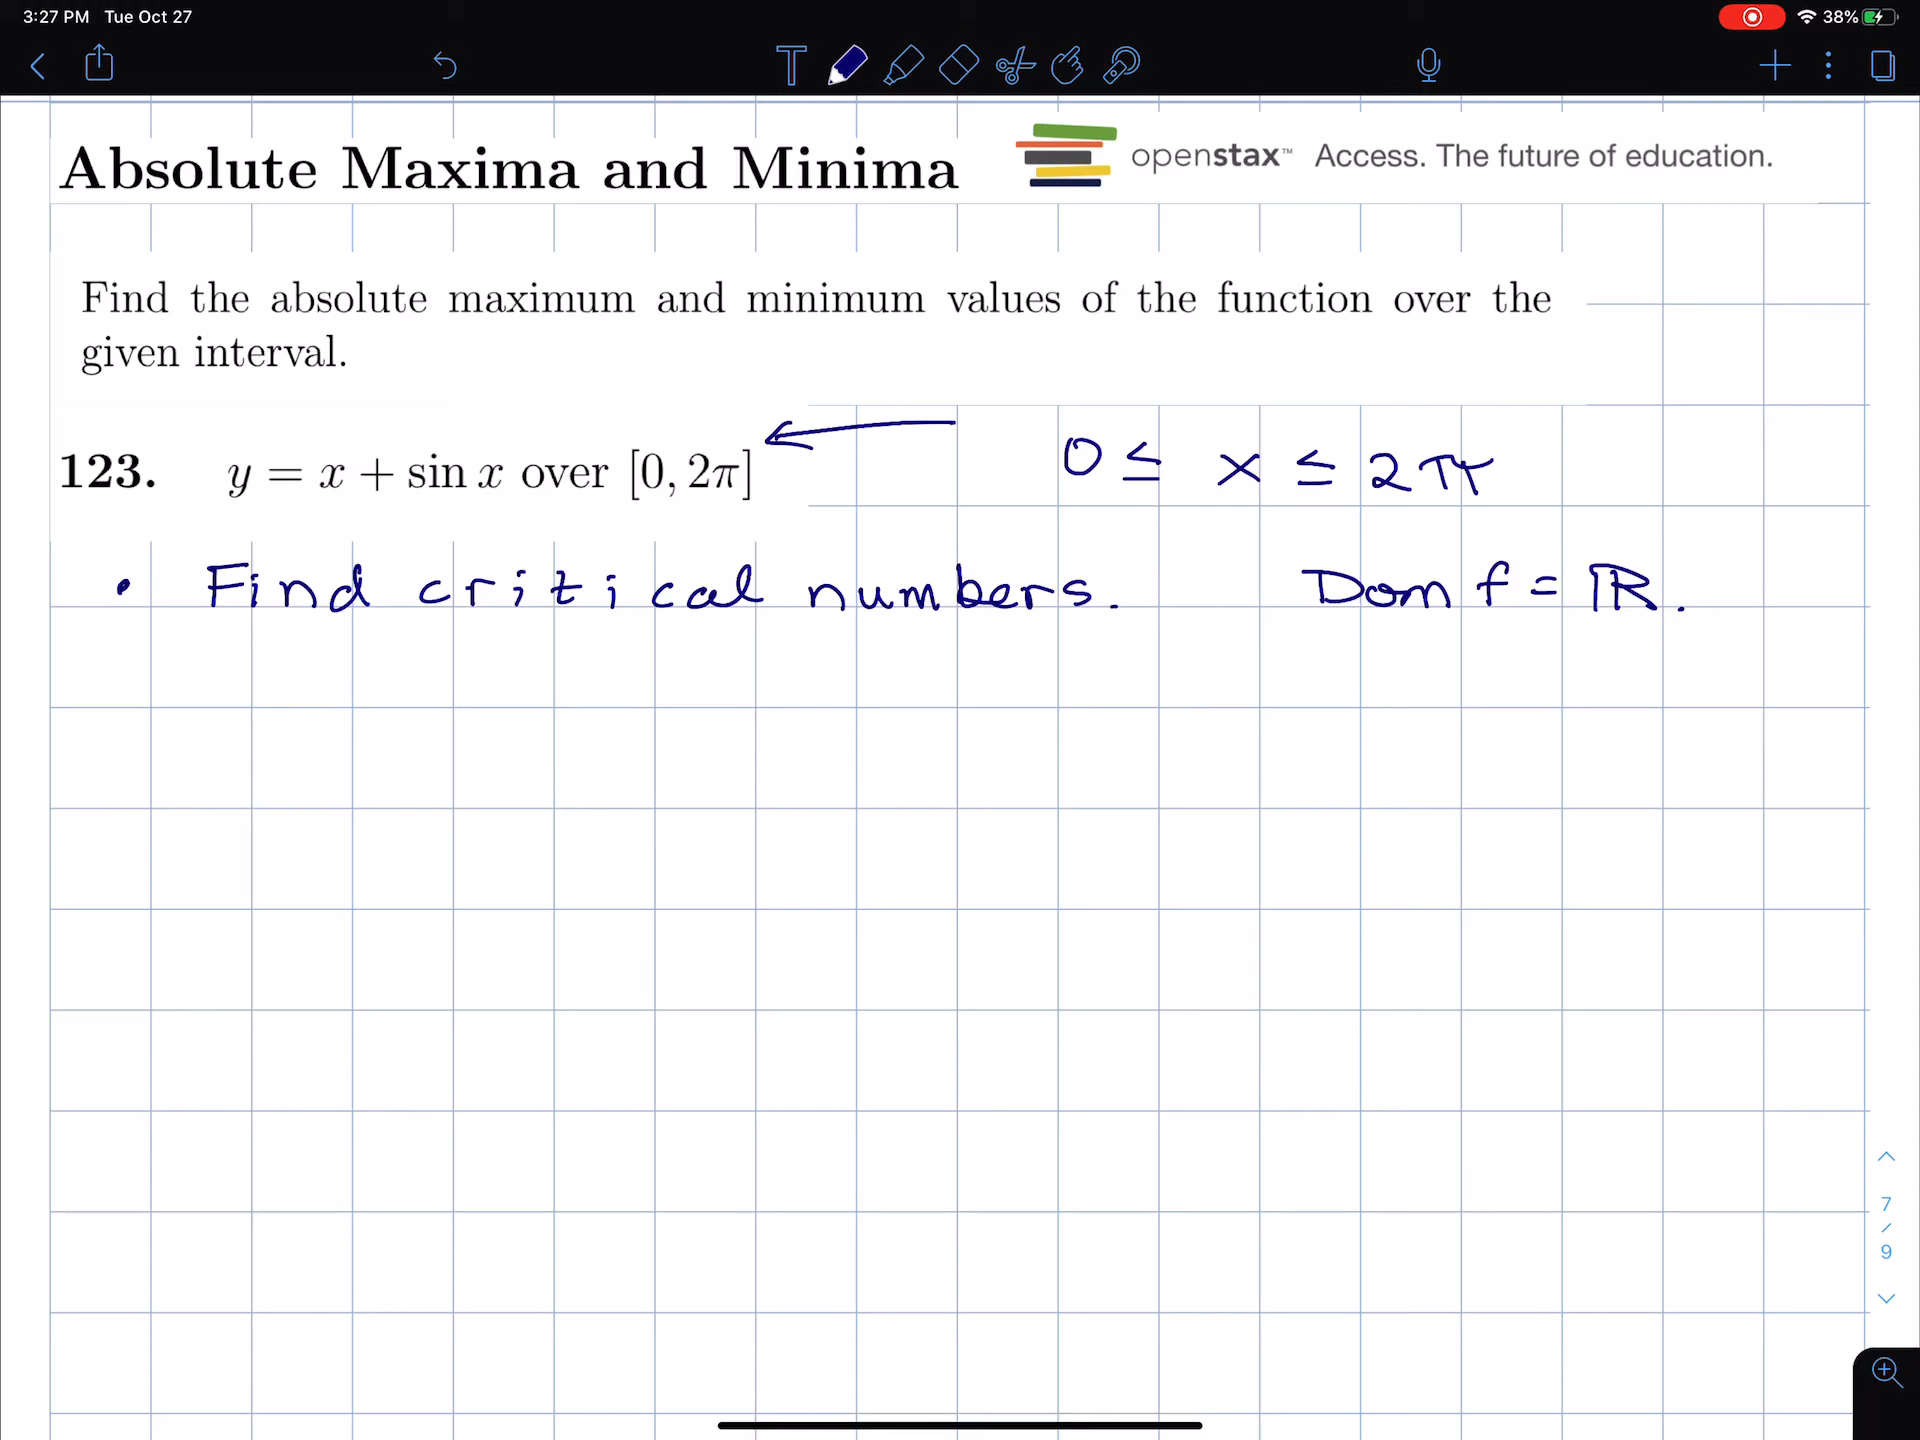 3:27 PM Tue Oct 27
38%
Absolute Maxima and Minima
openstax™ Access. The future of education.
Find the absolute maximum and minimum values of the function over the
given interval.
123. y = x + sin x over [0, 2π]
0 ≤ x ≤ 2π
• Find critical numbers. Dom f = ℝ.
7
/
9